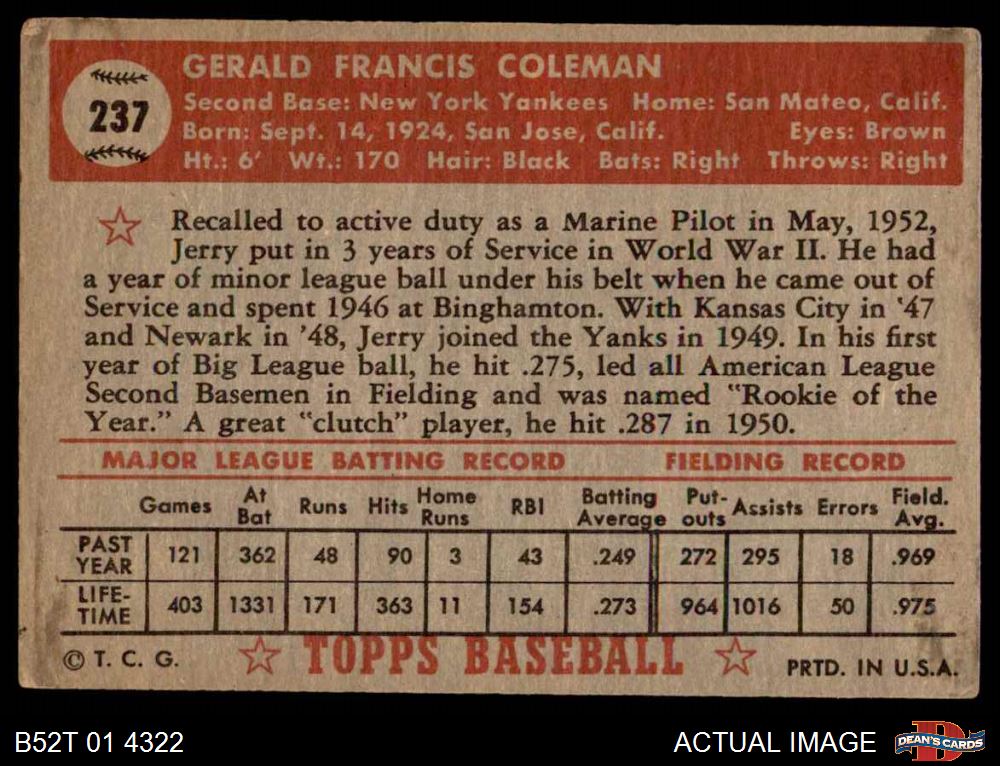 237
GERALD FRANCIS COLEMAN
Second Base: New York Yankees Home: San Mateo, Calif.
Born: Sept. 14, 1924, San Jose, Calif. Eyes: Brown
Ht.: 6' Wt.: 170 Hair: Black Bats: Right Throws: Right
Recalled to active duty as a Marine Pilot in May, 1952,
Jerry put in 3 years of Service in World War II. He had
a year of minor league ball under his belt when he came out of
Service and spent 1946 at Binghamton. With Kansas City in '47
and Newark in '48, Jerry joined the Yanks in 1949. In his first
year of Big League ball, he hit .275, led all American League
Second Basemen in Fielding and was named "Rookie of the
Year." A great "clutch" player, he hit .287 in 1950.
MAJOR LEAGUE BATTING RECORD FIELDING RECORD
Games At Bat Runs Hits Home Runs RBI Batting Average Put-outs Assists Errors Field. Avg.
PAST YEAR 121 362 48 90 3 43 .249 272 295 18 .969
LIFE-TIME 403 1331 171 363 11 154 .273 964 1016 50 .975
© T. C. G. TOPPS BASEBALL PRTD. IN U.S.A.
B52T 01 4322 ACTUAL IMAGE DEAN'S CARDS